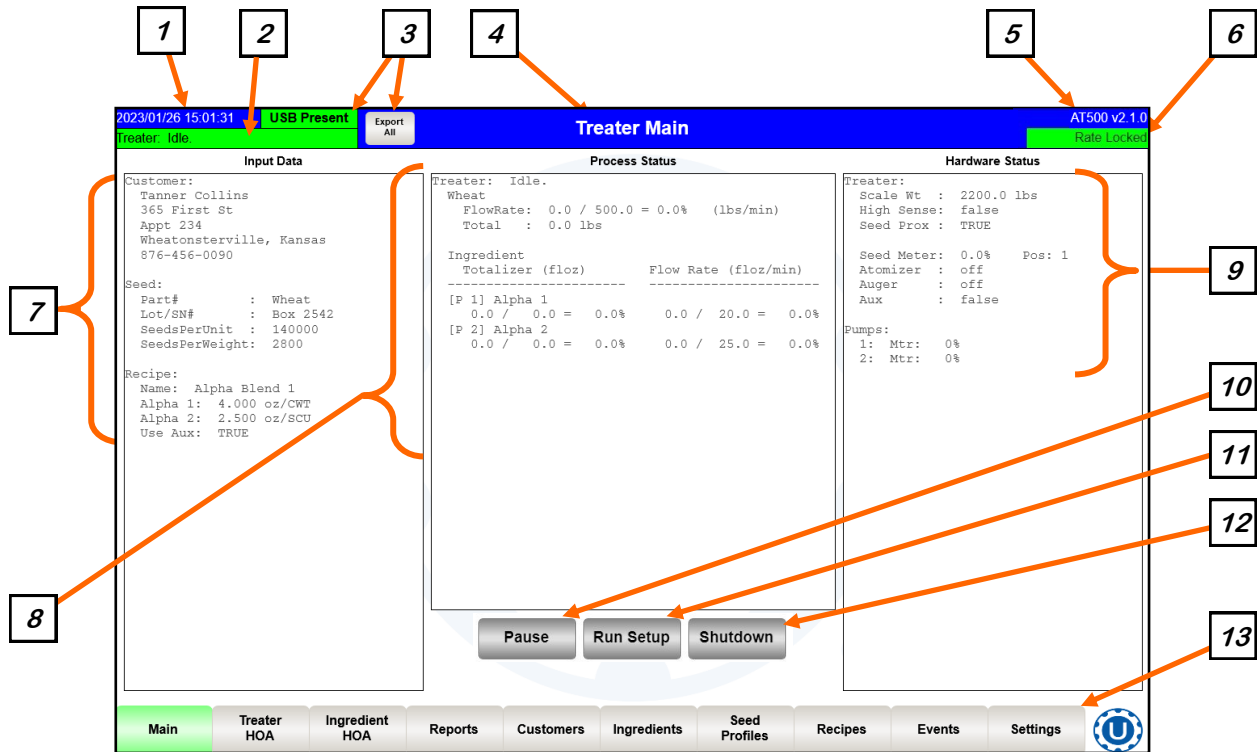 1
2
3
4
5
6
2023/01/26 15:01:31
USB Present
Export
All
Treater Main
AT500 v2.1.0
Treater: Idle.
Rate Locked
Input Data
Customer:
Tanner Collins
365 First St
Appt 234
Wheatonsterville, Kansas
876-456-0090
Seed:
Part# : Wheat
Lot/SN# : Box 2542
SeedsPerUnit : 140000
SeedsPerWeight: 2800
Recipe:
Name: Alpha Blend 1
Alpha 1: 4.000 oz/CWT
Alpha 2: 2.500 oz/SCU
Use Aux: TRUE
7
8
Process Status
Treater: Idle.
Wheat
FlowRate: 0.0 / 500.0 = 0.0% (lbs/min)
Total : 0.0 lbs
Ingredient
Totalizer (floz) Flow Rate (floz/min)
----------------------- ----------------------
[P 1] Alpha 1
0.0 / 0.0 = 0.0% 0.0 / 20.0 = 0.0%
[P 2] Alpha 2
0.0 / 0.0 = 0.0% 0.0 / 25.0 = 0.0%
Hardware Status
Treater:
Scale Wt : 2200.0 lbs
High Sense: false
Seed Prox : TRUE
Seed Meter: 0.0% Pos: 1
Atomizer : off
Auger : off
Aux : false
Pumps:
1: Mtr: 0%
2: Mtr: 0%
9
10
11
12
13
Pause
Run Setup
Shutdown
Main
Treater
HOA
Ingredient
HOA
Reports
Customers
Ingredients
Seed
Profiles
Recipes
Events
Settings
U